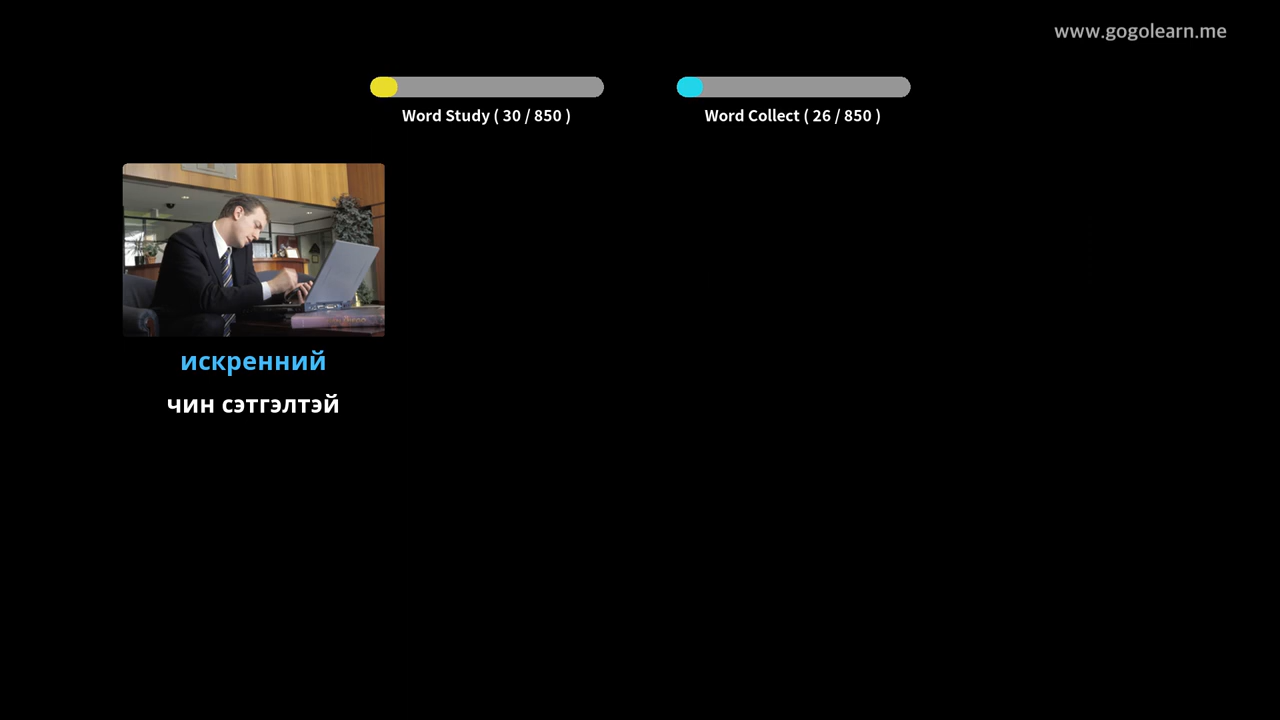 www.gogolearn.me
Word Study ( 30 / 850 )
Word Collect ( 26 / 850 )
искренний
чин сэтгэлтэй